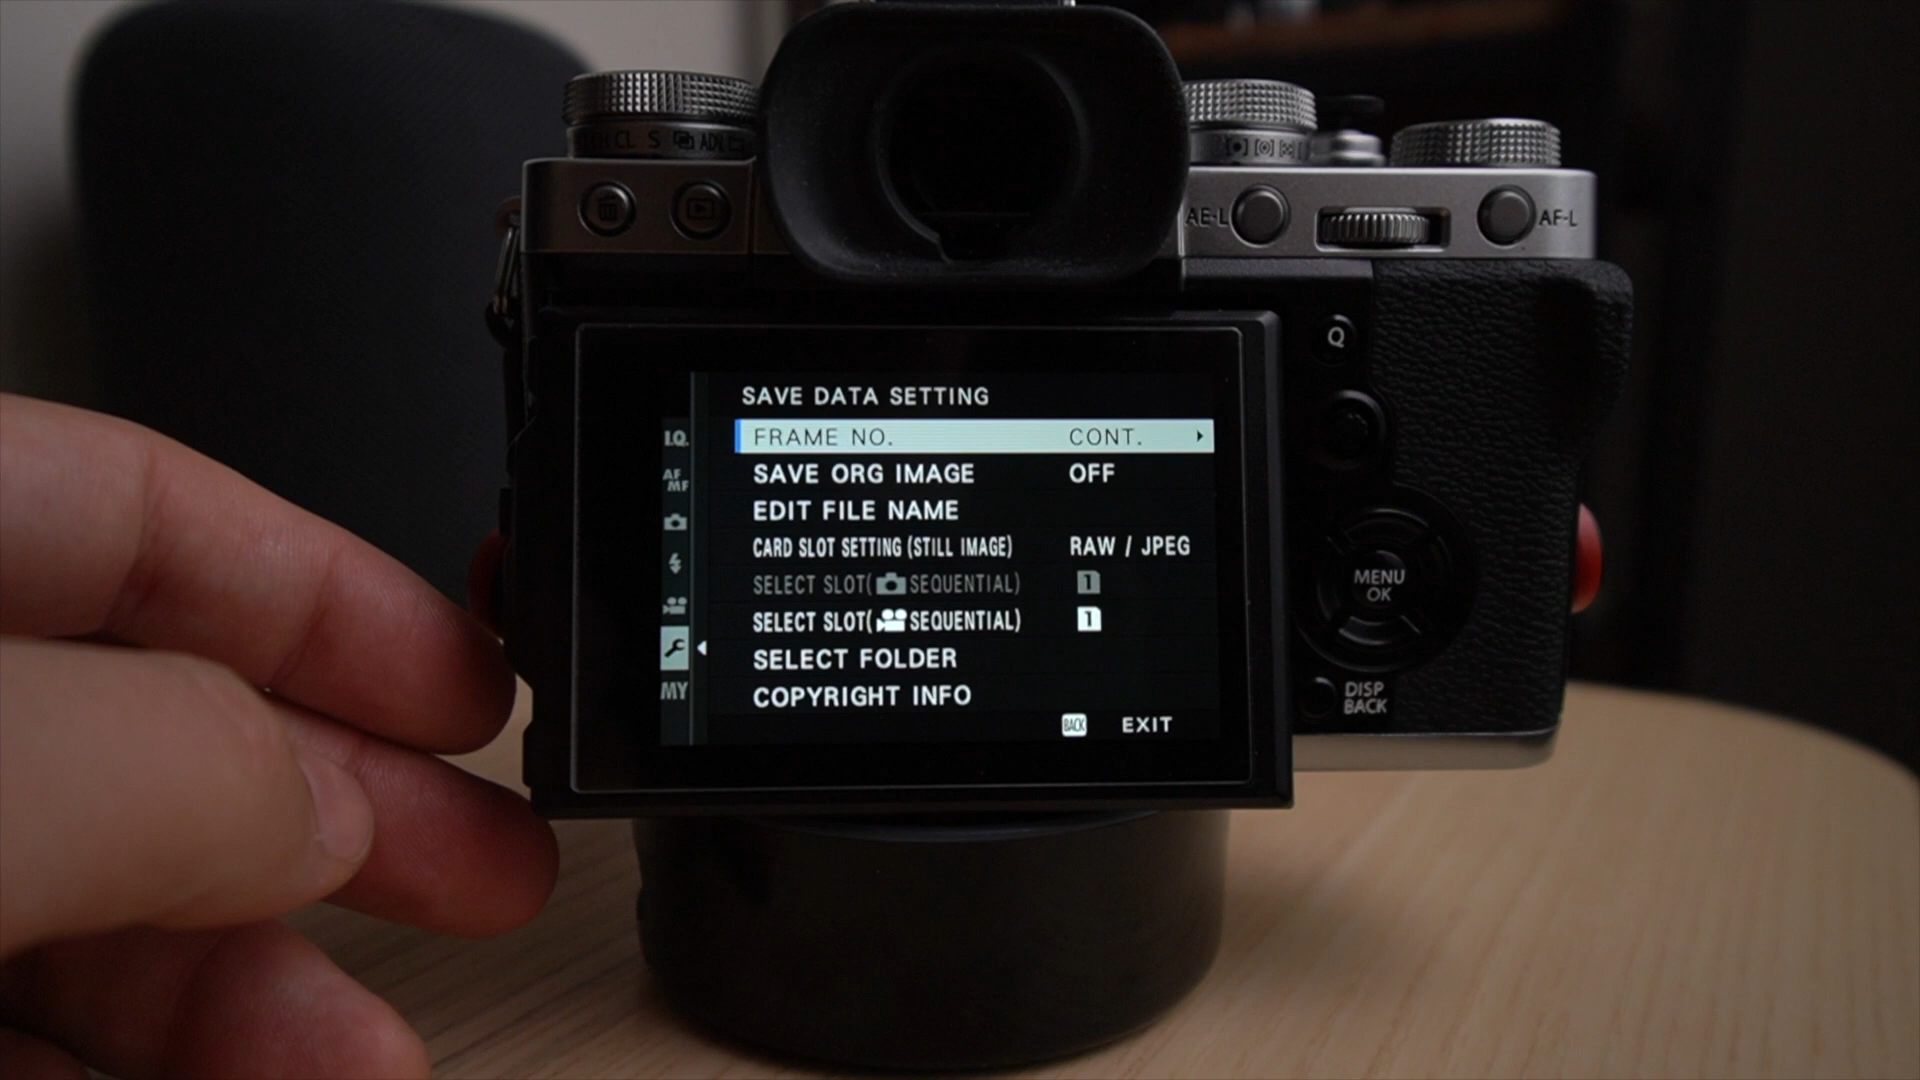 CL S ADV.
AE-L
AF-L
Q
SAVE DATA SETTING
I.Q. FRAME NO. CONT.
AF MF SAVE ORG IMAGE OFF
EDIT FILE NAME
CARD SLOT SETTING (STILL IMAGE) RAW / JPEG
SELECT SLOT( SEQUENTIAL) 1
SELECT SLOT( SEQUENTIAL) 1
SELECT FOLDER
MY COPYRIGHT INFO
BACK EXIT
MENU
OK
DISP
BACK